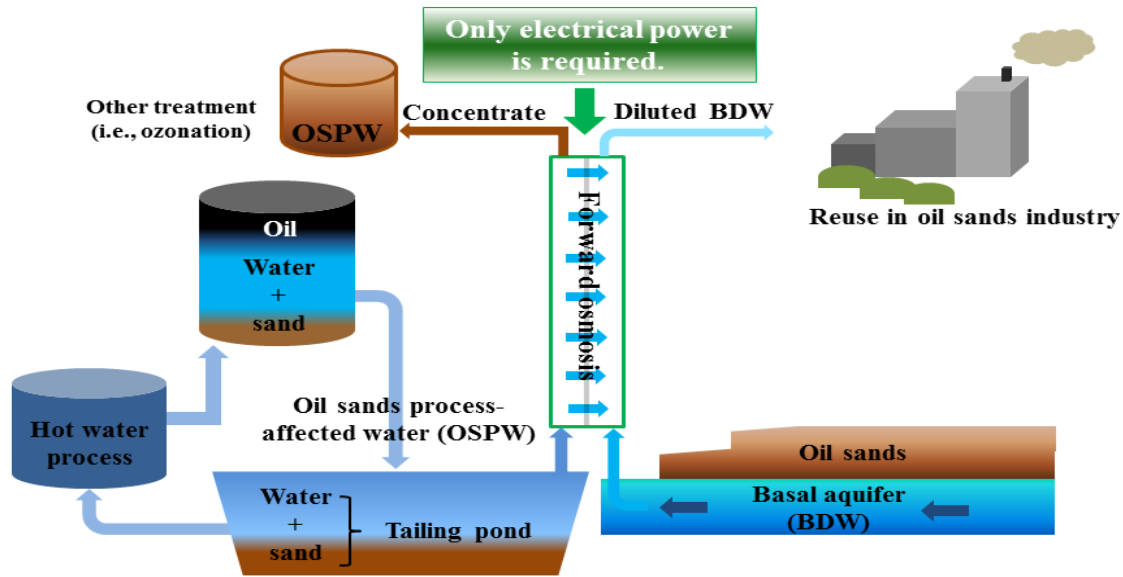 Only electrical power
is required.
Other treatment
(i.e., ozonation)
OSPW
Concentrate
Diluted BDW
Reuse in oil sands industry
Forward osmosis
Oil
Water
+
sand
Hot water
process
Oil sands process-
affected water (OSPW)
Water
+
sand
Tailing pond
Oil sands
Basal aquifer
(BDW)